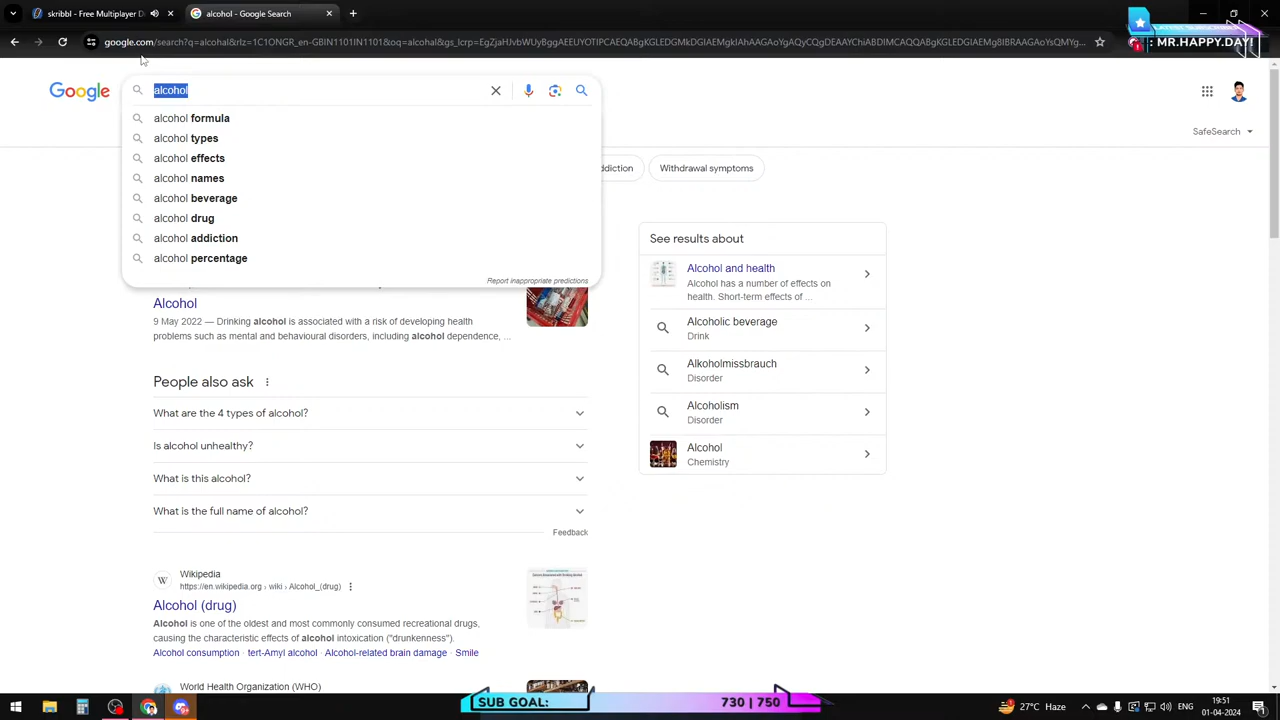 skribbl - Free Multiplayer D
alcohol - Google Search
google.com/search?q=alcohol&rlz=1C1ONGR_en-GBIN1101IN1101&oq=alcohol&gs_lcrp=
MR.HAPPY.DAY!
1
Google
alcohol
alcohol formula
alcohol types
alcohol effects
alcohol names
alcohol beverage
alcohol drug
alcohol addiction
alcohol percentage
Report inappropriate predictions
SafeSearch
ddiction
Withdrawal symptoms
Alcohol
9 May 2022 — Drinking alcohol is associated with a risk of developing health
problems such as mental and behavioural disorders, including alcohol dependence, ...
People also ask
What are the 4 types of alcohol?
Is alcohol unhealthy?
What is this alcohol?
What is the full name of alcohol?
Feedback
W
Wikipedia
https://en.wikipedia.org › wiki › Alcohol_(drug)
Alcohol (drug)
Alcohol is one of the oldest and most commonly consumed recreational drugs,
causing the characteristic effects of alcohol intoxication ("drunkenness").
Alcohol consumption · tert-Amyl alcohol · Alcohol-related brain damage · Smile
World Health Organization (WHO)
See results about
Alcohol and health
Alcohol has a number of effects on
health. Short-term effects of ...
Alcoholic beverage
Drink
Alkoholmissbrauch
Disorder
Alcoholism
Disorder
Alcohol
Chemistry
SUB GOAL:
730 | 750
Haze
ENG
19:51
01-04-2024